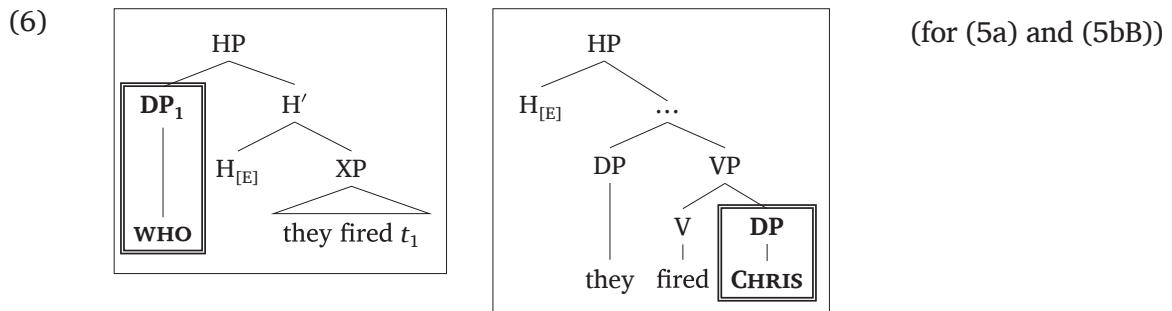 (6)
HP
DP₁ H′
H[E] XP
WHO they fired t₁
HP
H[E] ...
DP VP
V DP
they fired CHRIS
(for (5a) and (5bB))